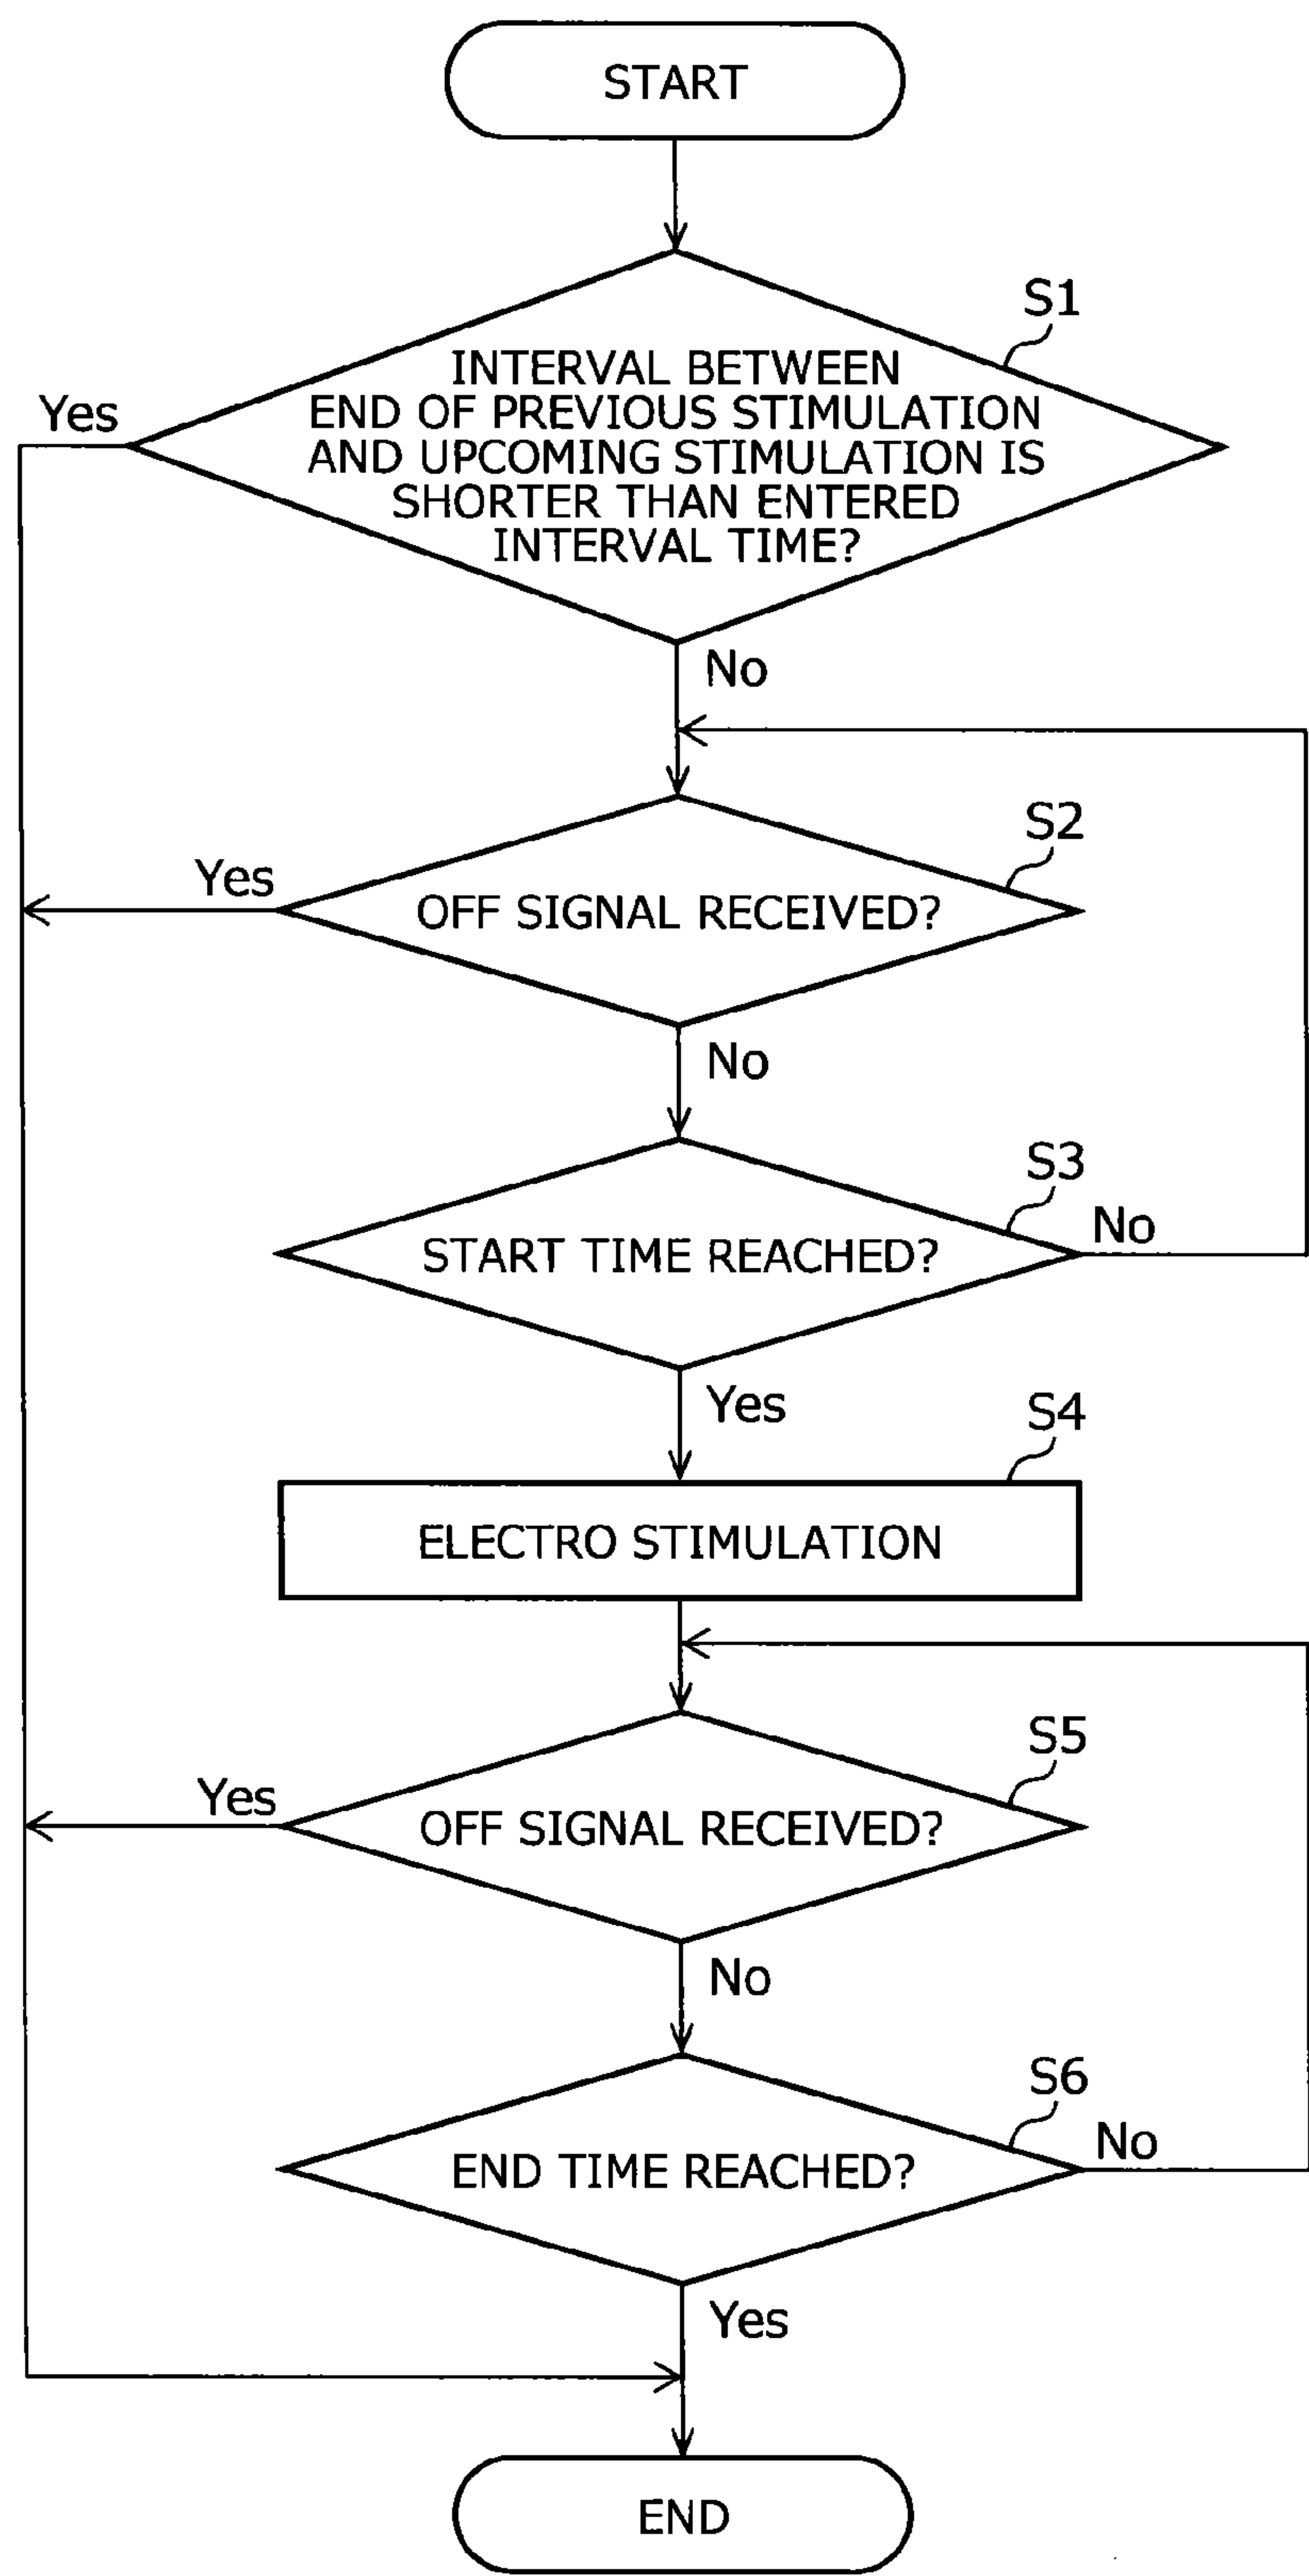 START
S1
INTERVAL BETWEEN
END OF PREVIOUS STIMULATION
AND UPCOMING STIMULATION IS
SHORTER THAN ENTERED
INTERVAL TIME?
Yes
No
S2
OFF SIGNAL RECEIVED?
Yes
No
S3
START TIME REACHED?
No
Yes
S4
ELECTRO STIMULATION
S5
OFF SIGNAL RECEIVED?
Yes
No
S6
END TIME REACHED?
No
Yes
END